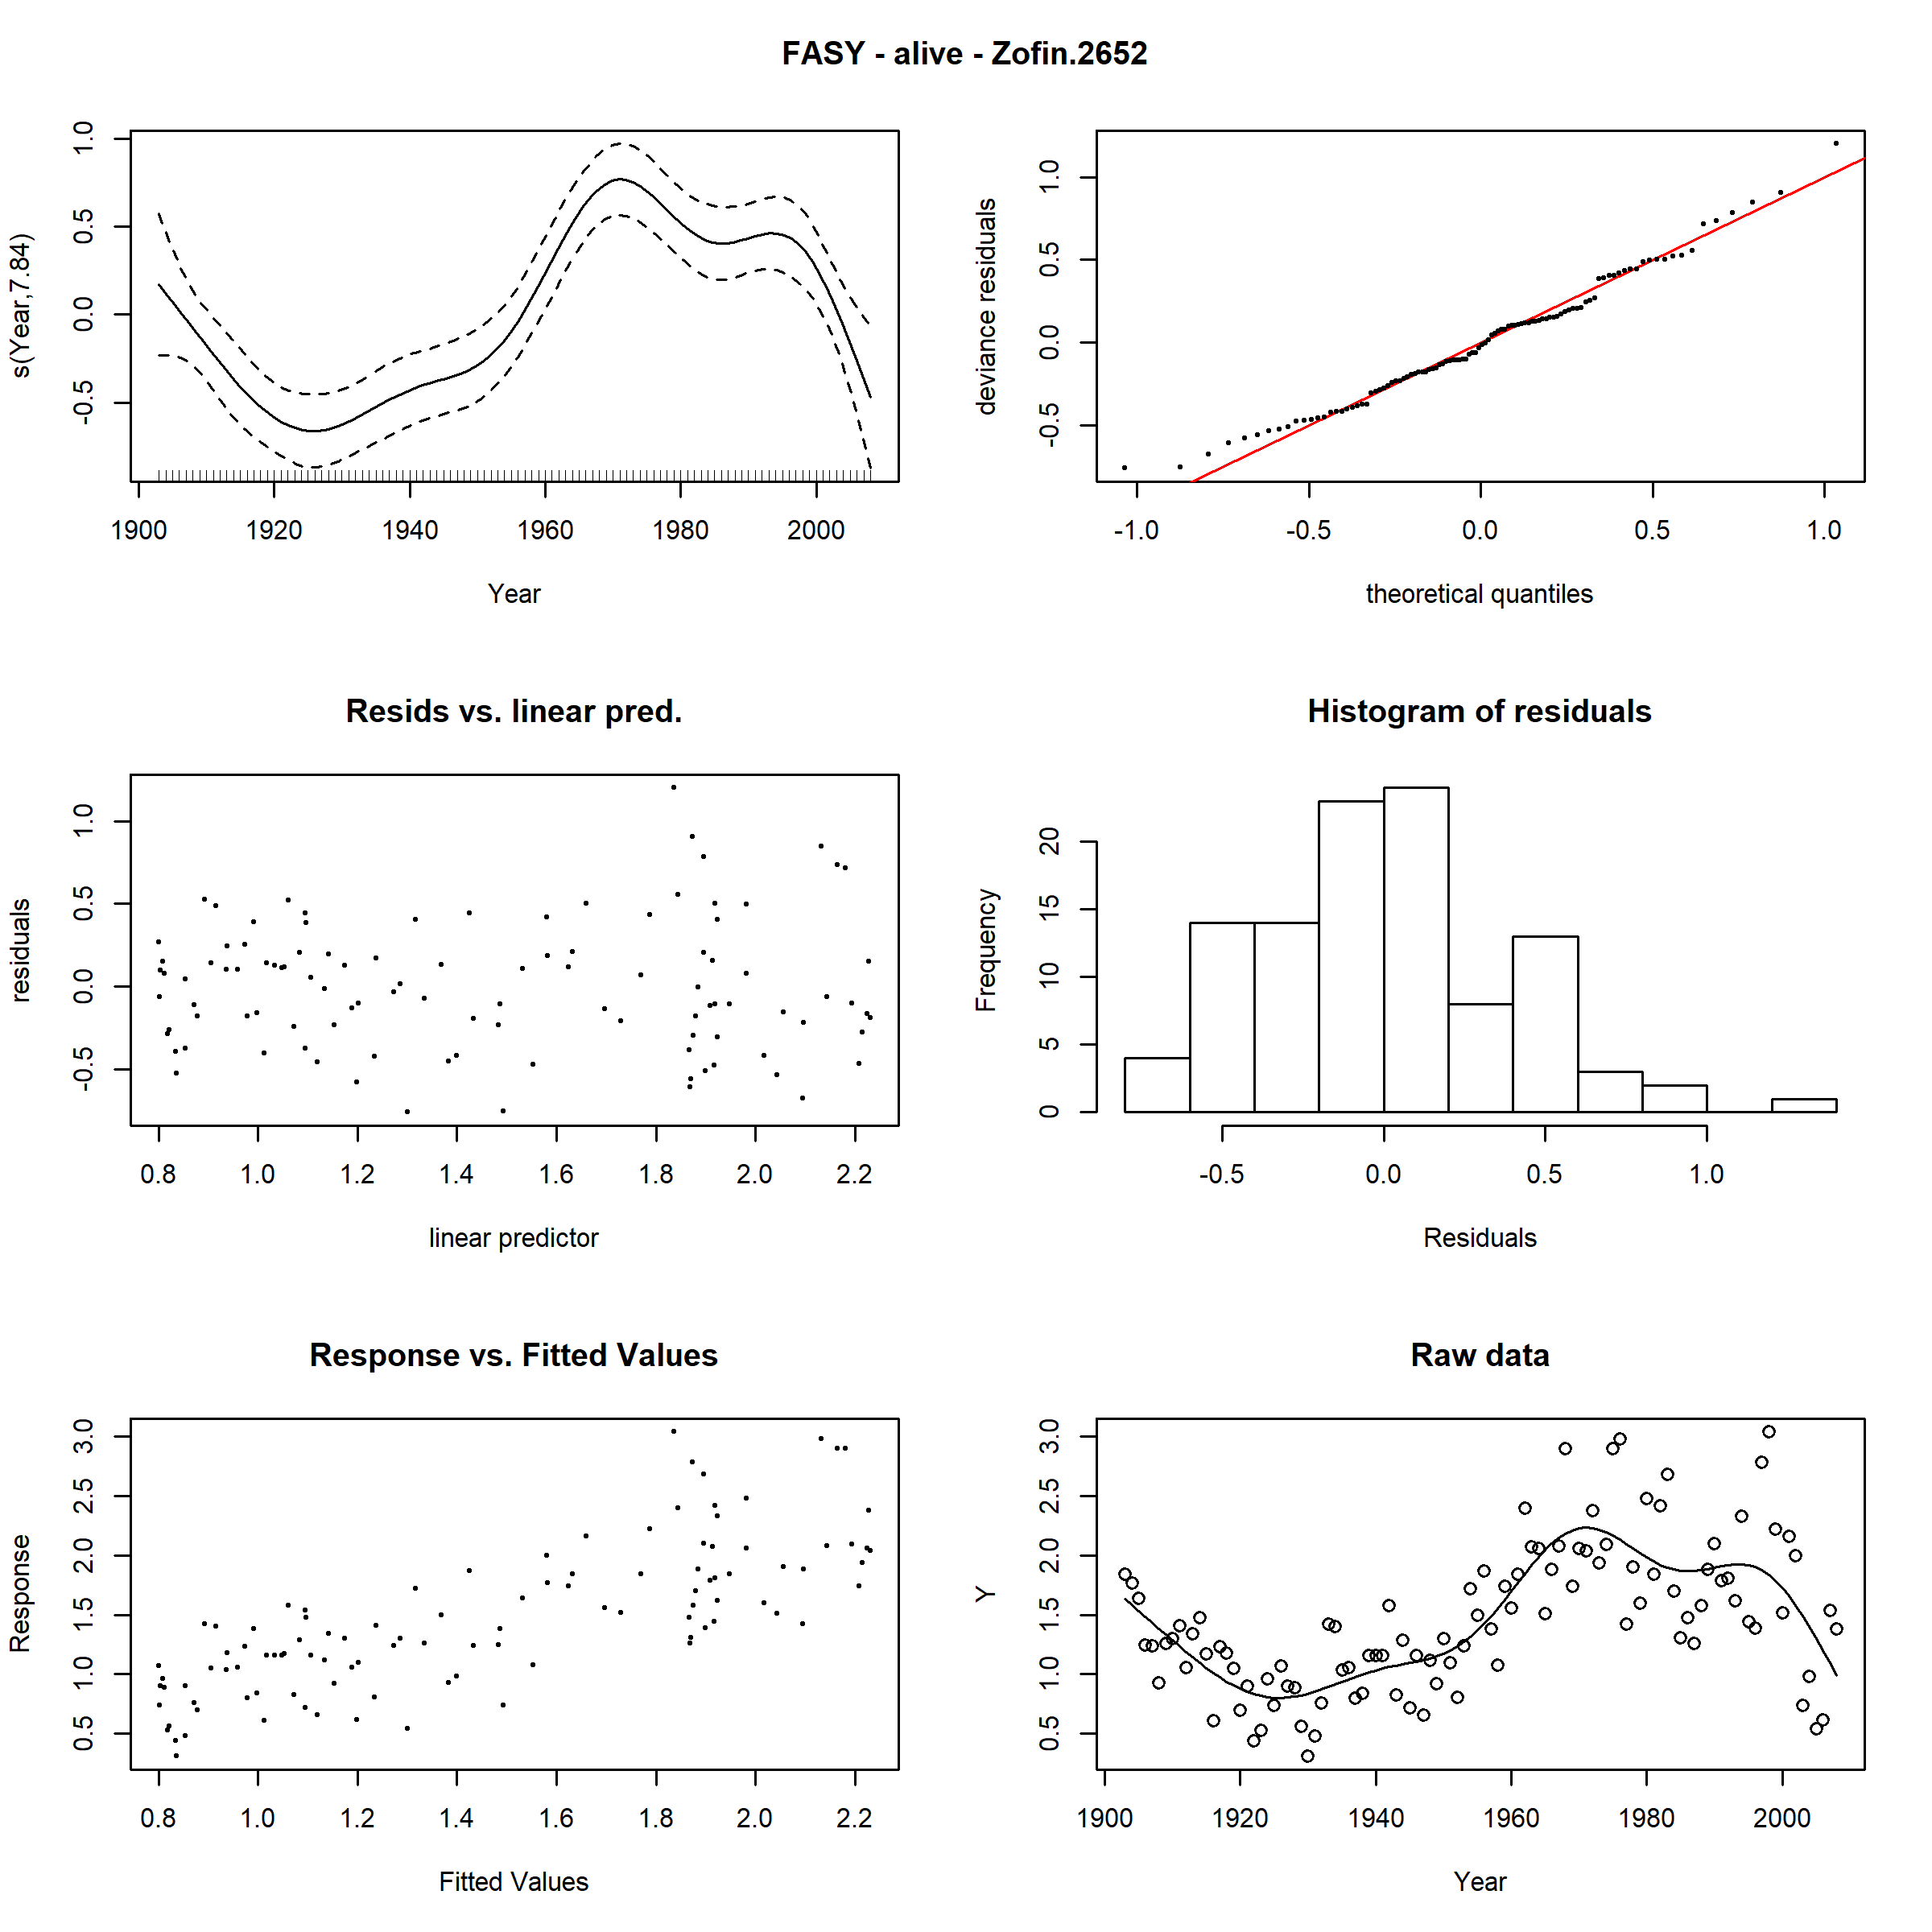 FASY - alive - Zofin.2652
s(Year,7.84)
1.0
0.5
0.0
-0.5
1900 1920 1940 1960 1980 2000
Year
deviance residuals
1.0
0.5
0.0
-0.5
-1.0 -0.5 0.0 0.5 1.0
theoretical quantiles
Resids vs. linear pred.
residuals
1.0
0.5
0.0
-0.5
0.8 1.0 1.2 1.4 1.6 1.8 2.0 2.2
linear predictor
Histogram of residuals
Frequency
20
15
10
5
0
-0.5 0.0 0.5 1.0
Residuals
Response vs. Fitted Values
Response
3.0
2.5
2.0
1.5
1.0
0.5
0.8 1.0 1.2 1.4 1.6 1.8 2.0 2.2
Fitted Values
Raw data
Y
3.0
2.5
2.0
1.5
1.0
0.5
1900 1920 1940 1960 1980 2000
Year